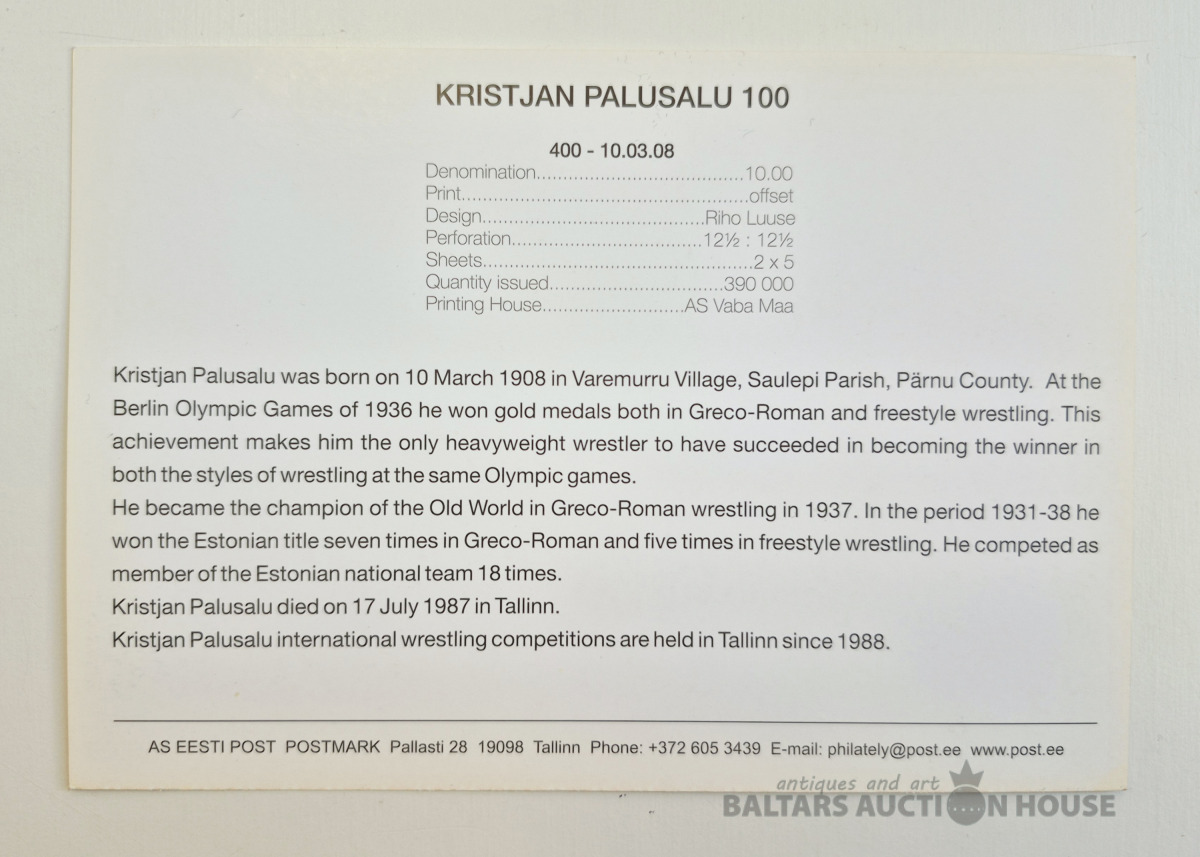 KRISTJAN PALUSALU 100
400 - 10.03.08
Denomination..........................................10.00
Print..........................................................offset
Design.............................................Riho Luuse
Perforation......................................12½ : 12½
Sheets......................................................2 x 5
Quantity issued...................................390 000
Printing House............................AS Vaba Maa
Kristjan Palusalu was born on 10 March 1908 in Varemurru Village, Saulepi Parish, Pärnu County. At the
Berlin Olympic Games of 1936 he won gold medals both in Greco-Roman and freestyle wrestling. This
achievement makes him the only heavyweight wrestler to have succeeded in becoming the winner in
both the styles of wrestling at the same Olympic games.
He became the champion of the Old World in Greco-Roman wrestling in 1937. In the period 1931-38 he
won the Estonian title seven times in Greco-Roman and five times in freestyle wrestling. He competed as
member of the Estonian national team 18 times.
Kristjan Palusalu died on 17 July 1987 in Tallinn.
Kristjan Palusalu international wrestling competitions are held in Tallinn since 1988.
AS EESTI POST POSTMARK Pallasti 28 19098 Tallinn Phone: +372 605 3439 E-mail: philately@post.ee www.post.ee
antiques and art
BALTARS AUCTION HOUSE